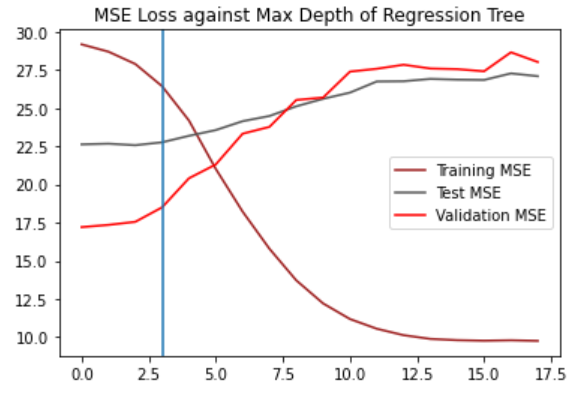 MSE Loss against Max Depth of Regression Tree
30.0
27.5
25.0
22.5
20.0
17.5
15.0
12.5
10.0
Training MSE
Test MSE
Validation MSE
0.0 2.5 5.0 7.5 10.0 12.5 15.0 17.5